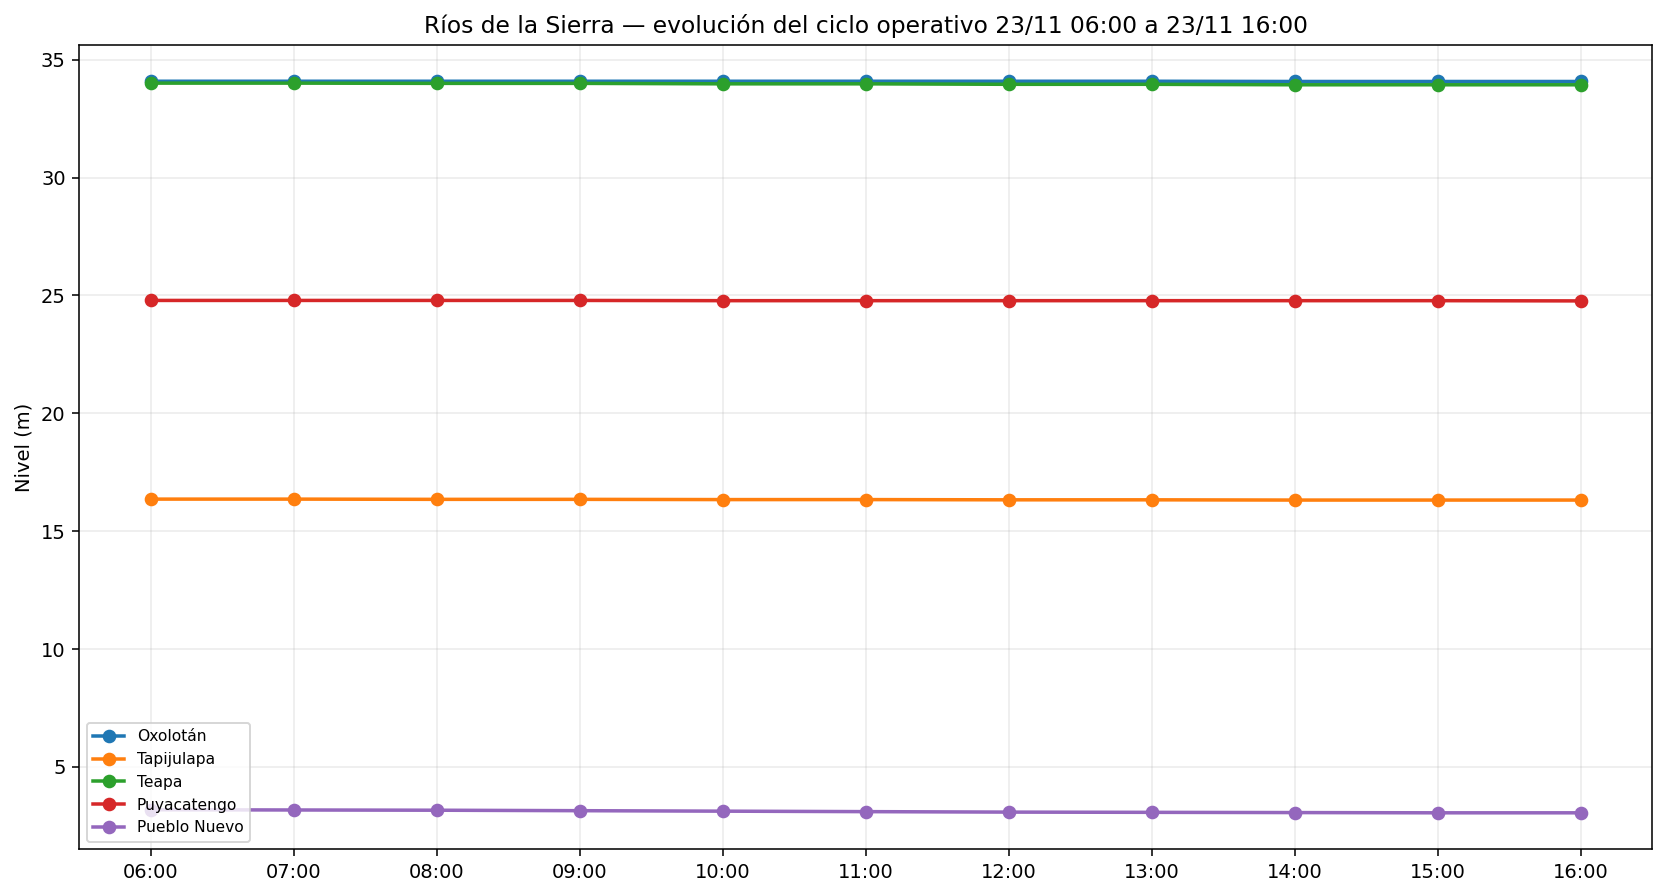 Ríos de la Sierra — evolución del ciclo operativo 23/11 06:00 a 23/11 16:00
Nivel (m)
35
30
25
20
15
10
5
Oxolotán
Tapijulapa
Teapa
Puyacatengo
Pueblo Nuevo
06:00 07:00 08:00 09:00 10:00 11:00 12:00 13:00 14:00 15:00 16:00